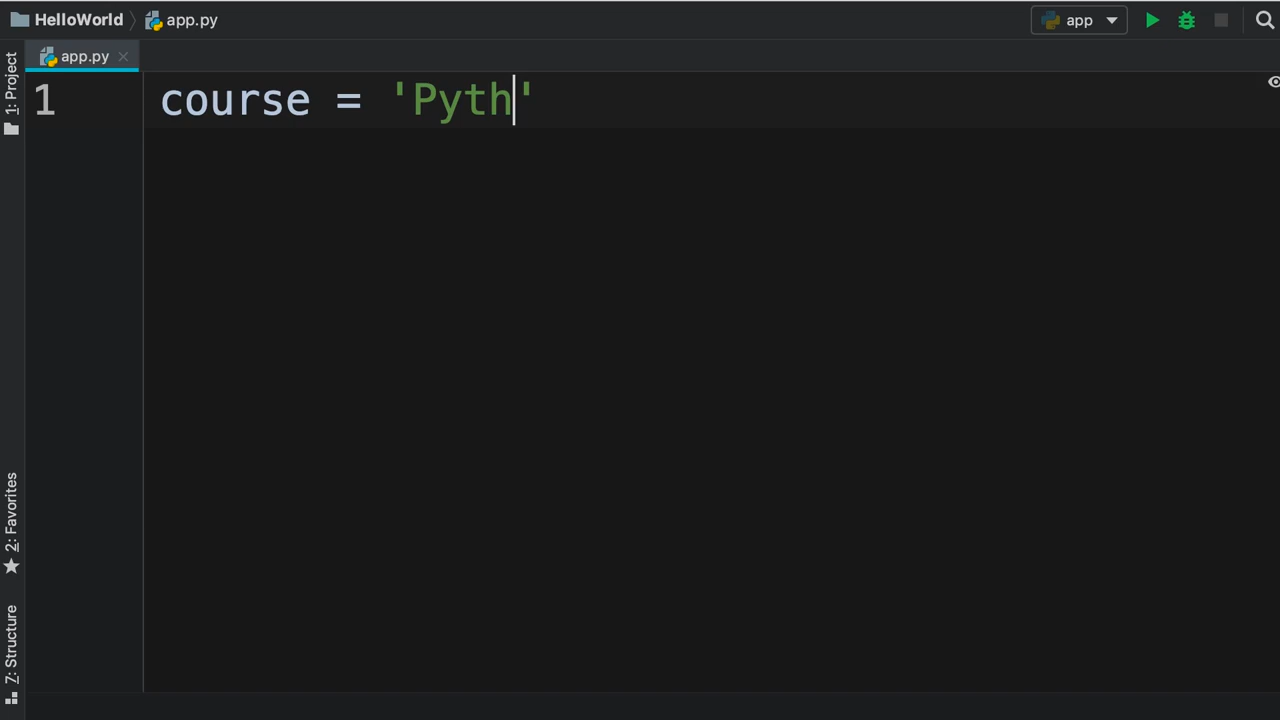 HelloWorld app.py
app
app.py
1: Project
1 course = 'Pyth'
2: Favorites
Z: Structure